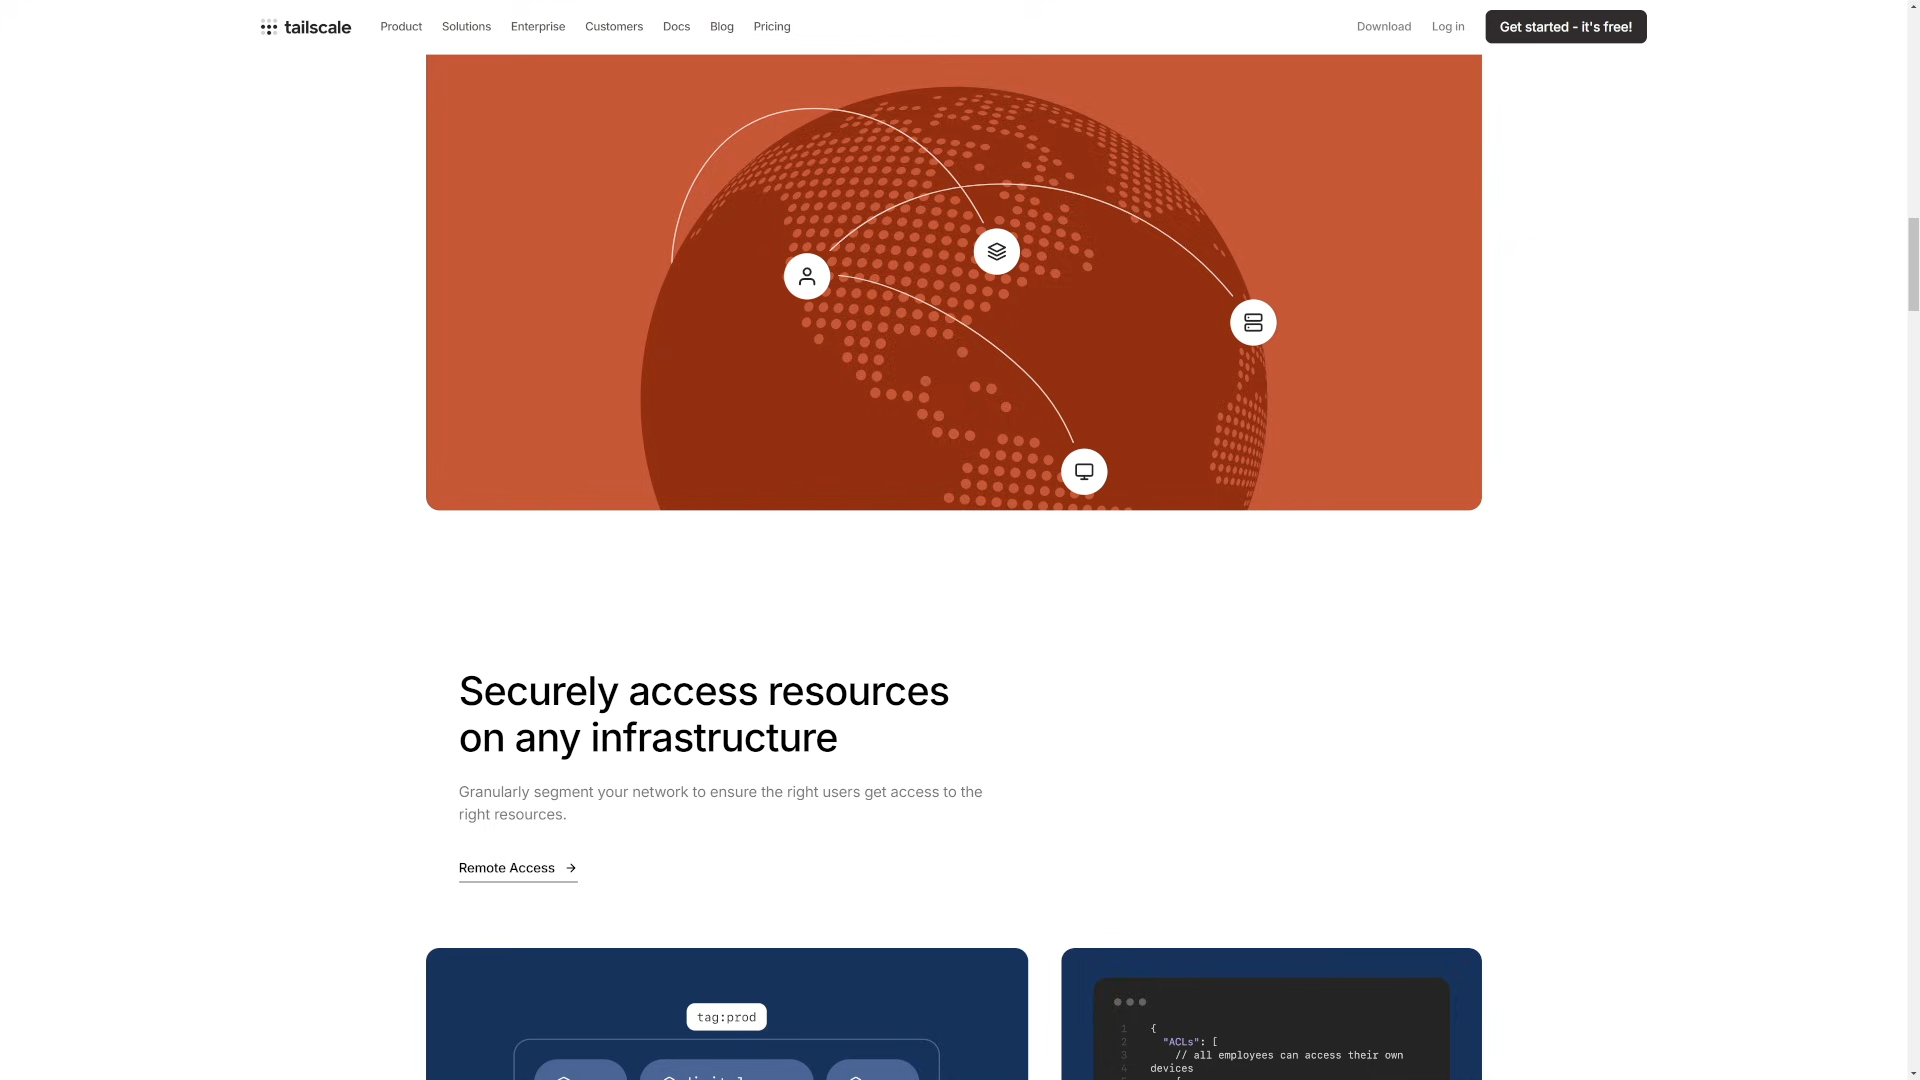 tailscale
Product Solutions Enterprise Customers Docs Blog Pricing
Download Log in Get started - it's free!
Securely access resources
on any infrastructure
Granularly segment your network to ensure the right users get access to the
right resources.
Remote Access →
tag:prod
1 {
2 "ACLs": [
3 // all employees can access their own
4 devices